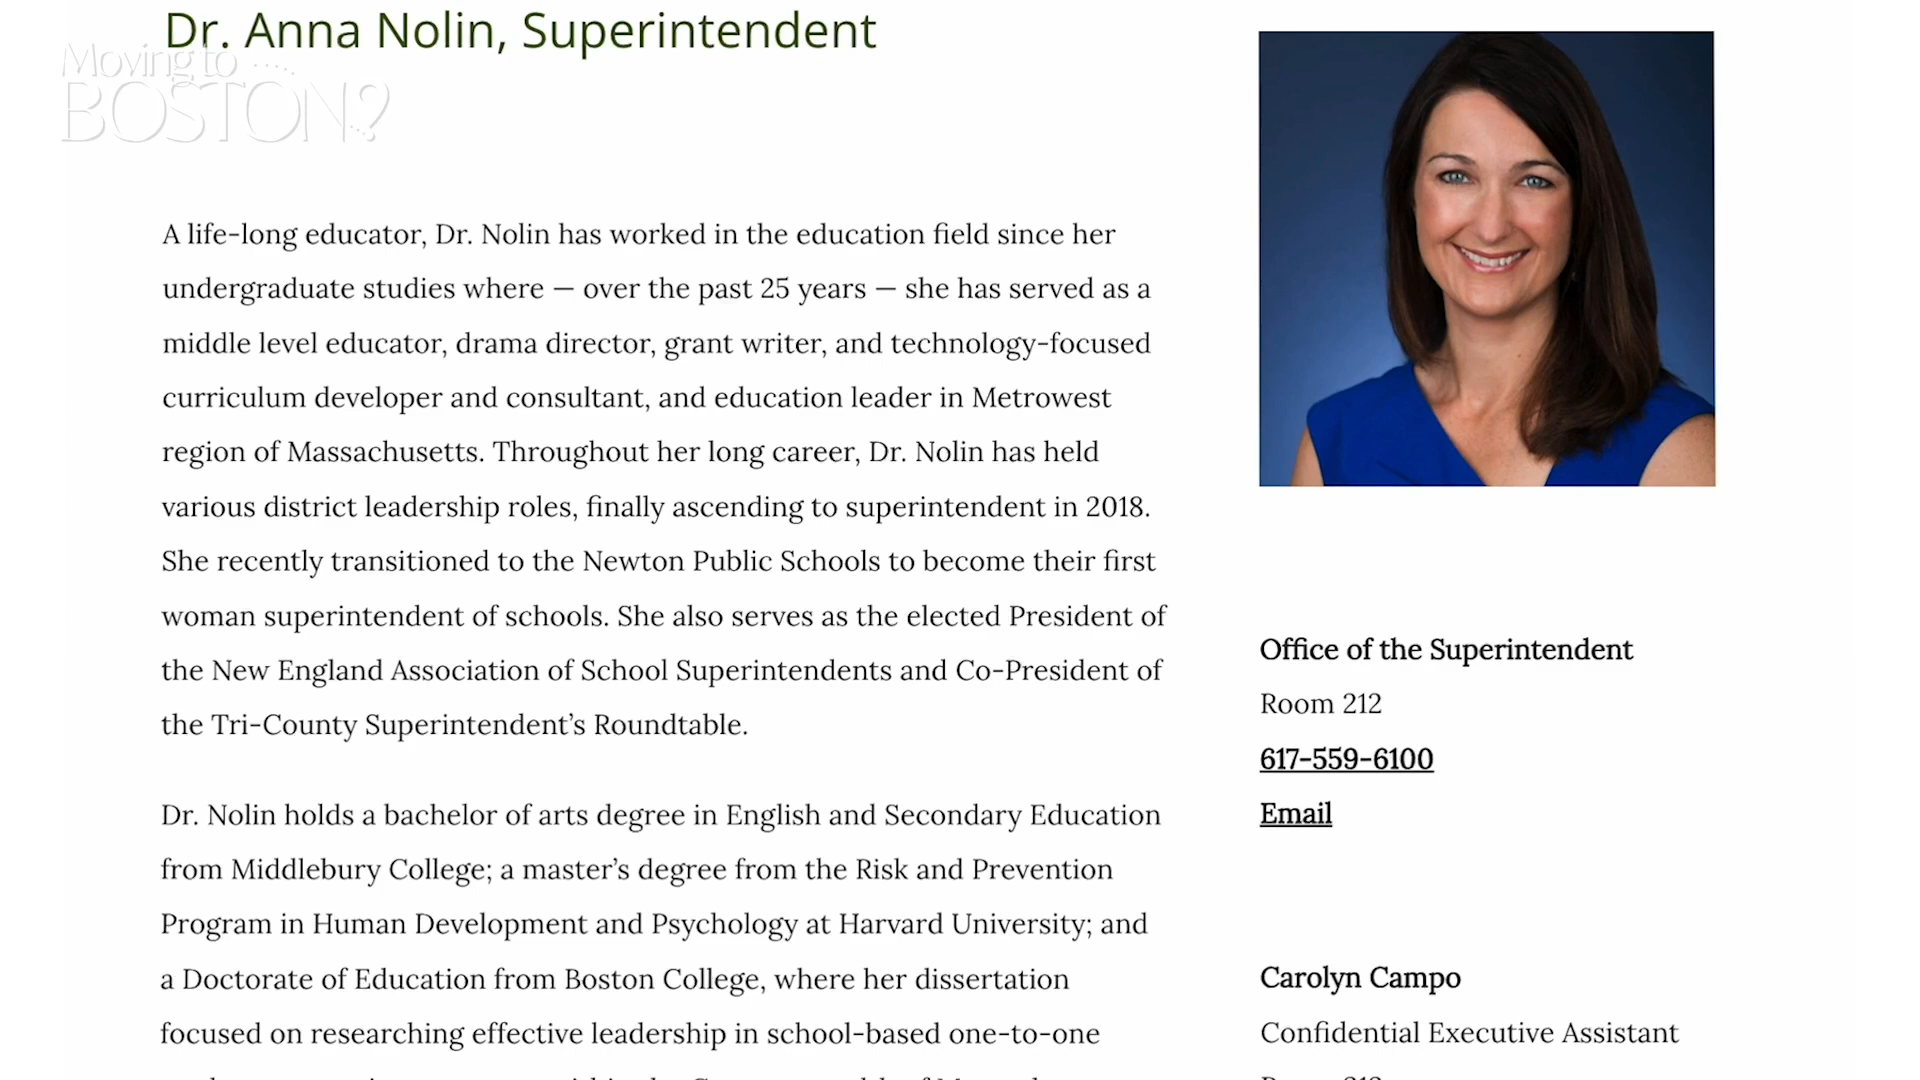 Dr. Anna Nolin, Superintendent
Moving to
BOSTON?
A life-long educator, Dr. Nolin has worked in the education field since her
undergraduate studies where — over the past 25 years — she has served as a
middle level educator, drama director, grant writer, and technology-focused
curriculum developer and consultant, and education leader in Metrowest
region of Massachusetts. Throughout her long career, Dr. Nolin has held
various district leadership roles, finally ascending to superintendent in 2018.
She recently transitioned to the Newton Public Schools to become their first
woman superintendent of schools. She also serves as the elected President of
the New England Association of School Superintendents and Co-President of
the Tri-County Superintendent’s Roundtable.
Dr. Nolin holds a bachelor of arts degree in English and Secondary Education
from Middlebury College; a master’s degree from the Risk and Prevention
Program in Human Development and Psychology at Harvard University; and
a Doctorate of Education from Boston College, where her dissertation
focused on researching effective leadership in school-based one-to-one
Office of the Superintendent
Room 212
617-559-6100
Email
Carolyn Campo
Confidential Executive Assistant